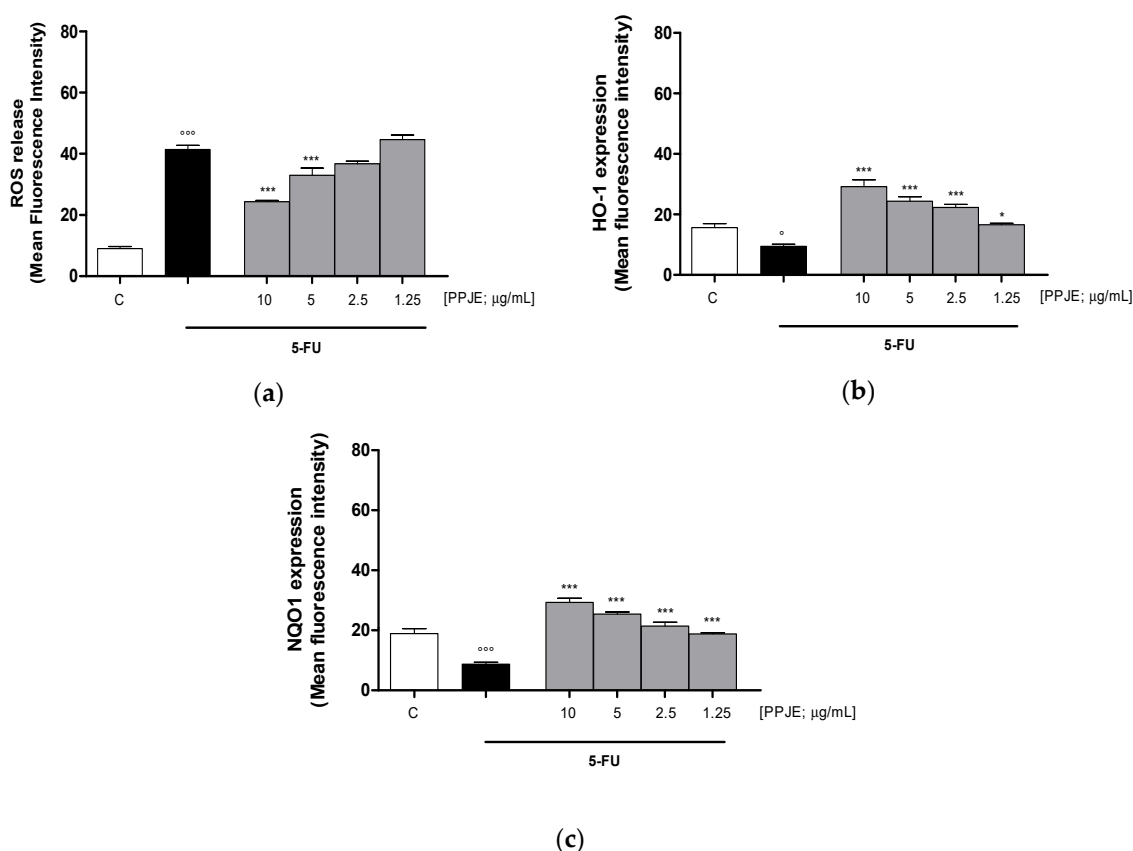 ROS release
(Mean Fluorescence Intensity)
80
60
40
20
0
°°°
***
***
C
10
5
2.5
1.25
[PPJE; μg/mL]
5-FU
(a)
HO-1 expression
(Mean fluorescence intensity)
80
60
40
20
0
°
***
***
***
*
C
10
5
2.5
1.25
[PPJE; μg/mL]
5-FU
(b)
NQO1 expression
(Mean fluorescence intensity)
80
60
40
20
0
°°°
***
***
***
***
C
10
5
2.5
1.25
[PPJE; μg/mL]
5-FU
(c)